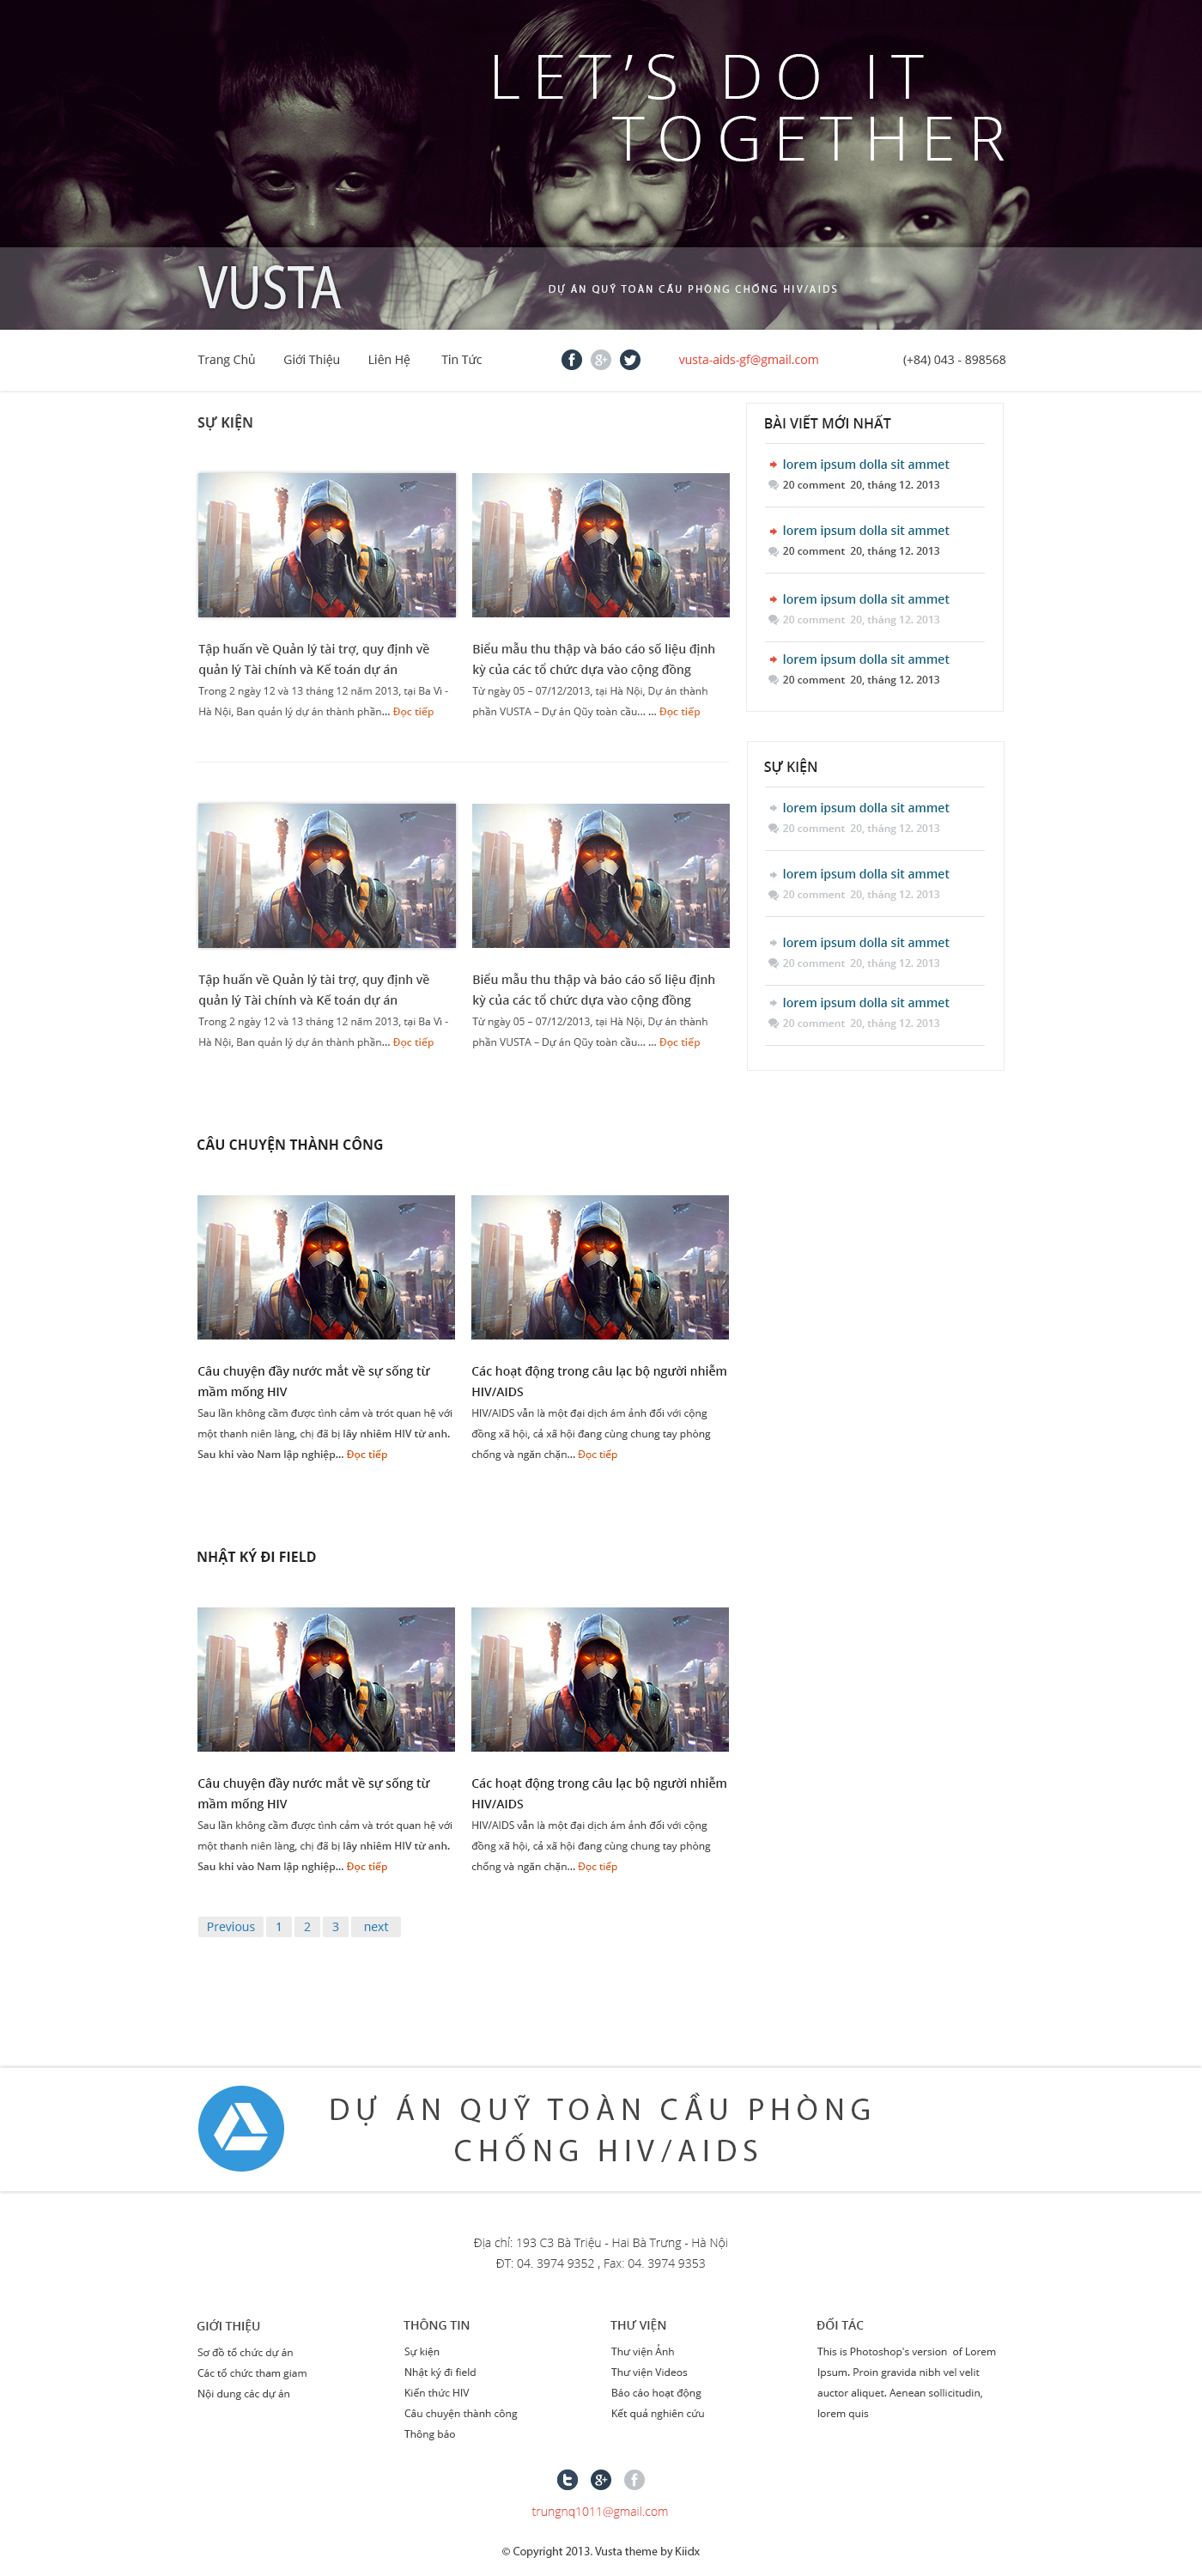 LET'S DO IT
TOGETHER
VUSTA
DỰ ÁN QUỸ TOÀN CẦU PHÒNG CHỐNG HIV/AIDS
Trang Chủ Giới Thiệu Liên Hệ Tin Tức vusta-aids-gf@gmail.com (+84) 043 - 898568
SỰ KIỆN
Tập huấn về Quản lý tài trợ, quy định về
quản lý Tài chính và Kế toán dự án
Trong 2 ngày 12 và 13 tháng 12 năm 2013, tại Ba Vì -
Hà Nội, Ban quản lý dự án thành phần... Đọc tiếp
Biểu mẫu thu thập và báo cáo số liệu định
kỳ của các tổ chức dựa vào cộng đồng
Từ ngày 05 – 07/12/2013, tại Hà Nội, Dự án thành
phần VUSTA – Dự án Qũy toàn cầu... ... Đọc tiếp
Tập huấn về Quản lý tài trợ, quy định về
quản lý Tài chính và Kế toán dự án
Trong 2 ngày 12 và 13 tháng 12 năm 2013, tại Ba Vì -
Hà Nội, Ban quản lý dự án thành phần... Đọc tiếp
Biểu mẫu thu thập và báo cáo số liệu định
kỳ của các tổ chức dựa vào cộng đồng
Từ ngày 05 – 07/12/2013, tại Hà Nội, Dự án thành
phần VUSTA – Dự án Qũy toàn cầu... ... Đọc tiếp
BÀI VIẾT MỚI NHẤT
lorem ipsum dolla sit ammet
20 comment 20, tháng 12. 2013
lorem ipsum dolla sit ammet
20 comment 20, tháng 12. 2013
lorem ipsum dolla sit ammet
20 comment 20, tháng 12. 2013
lorem ipsum dolla sit ammet
20 comment 20, tháng 12. 2013
SỰ KIỆN
lorem ipsum dolla sit ammet
20 comment 20, tháng 12. 2013
lorem ipsum dolla sit ammet
20 comment 20, tháng 12. 2013
lorem ipsum dolla sit ammet
20 comment 20, tháng 12. 2013
lorem ipsum dolla sit ammet
20 comment 20, tháng 12. 2013
CÂU CHUYỆN THÀNH CÔNG
Câu chuyện đầy nước mắt về sự sống từ
mầm mống HIV
Sau lần không cầm được tình cảm và trót quan hệ với
một thanh niên làng, chị đã bị lây nhiêm HIV từ anh.
Sau khi vào Nam lập nghiệp... Đọc tiếp
Các hoạt động trong câu lạc bộ người nhiễm
HIV/AIDS
HIV/AIDS vẫn là một đại dịch ám ảnh đối với cộng
đồng xã hội, cả xã hội đang cùng chung tay phòng
chống và ngăn chặn... Đọc tiếp
NHẬT KÝ ĐI FIELD
Câu chuyện đầy nước mắt về sự sống từ
mầm mống HIV
Sau lần không cầm được tình cảm và trót quan hệ với
một thanh niên làng, chị đã bị lây nhiêm HIV từ anh.
Sau khi vào Nam lập nghiệp... Đọc tiếp
Các hoạt động trong câu lạc bộ người nhiễm
HIV/AIDS
HIV/AIDS vẫn là một đại dịch ám ảnh đối với cộng
đồng xã hội, cả xã hội đang cùng chung tay phòng
chống và ngăn chặn... Đọc tiếp
Previous 1 2 3 next
DỰ ÁN QUỸ TOÀN CẦU PHÒNG
CHỐNG HIV/AIDS
Địa chỉ: 193 C3 Bà Triệu - Hai Bà Trưng - Hà Nội
ĐT: 04. 3974 9352 , Fax: 04. 3974 9353
GIỚI THIỆU
Sơ đồ tổ chức dự án
Các tổ chức tham giam
Nội dung các dự án
THÔNG TIN
Sự kiện
Nhật ký đi field
Kiến thức HIV
Câu chuyện thành công
Thông báo
THƯ VIỆN
Thư viện Ảnh
Thư viện Videos
Báo cáo hoạt động
Kết quả nghiên cứu
ĐỐI TÁC
This is Photoshop's version of Lorem
Ipsum. Proin gravida nibh vel velit
auctor aliquet. Aenean sollicitudin,
lorem quis
trungnq1011@gmail.com
© Copyright 2013. Vusta theme by Kiidx